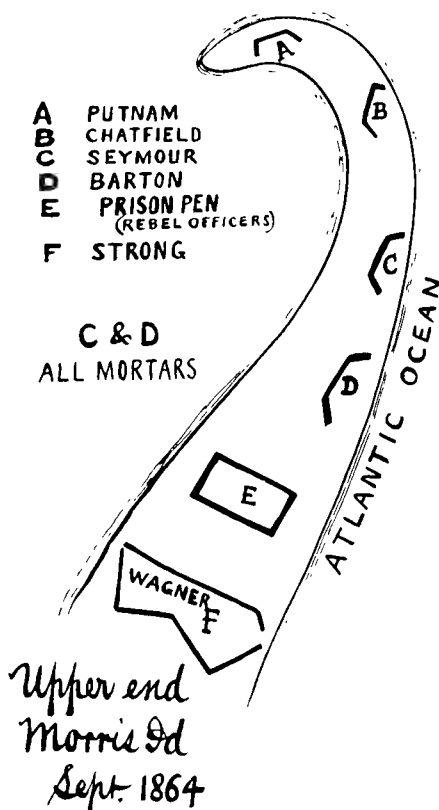 A PUTNAM
B CHATFIELD
C SEYMOUR
D BARTON
E PRISON PEN
(REBEL OFFICERS)
F STRONG
C & D
ALL MORTARS
A
B
C
D
E
WAGNER
F
ATLANTIC OCEAN
Upper end
Morris Id
Sept. 1864